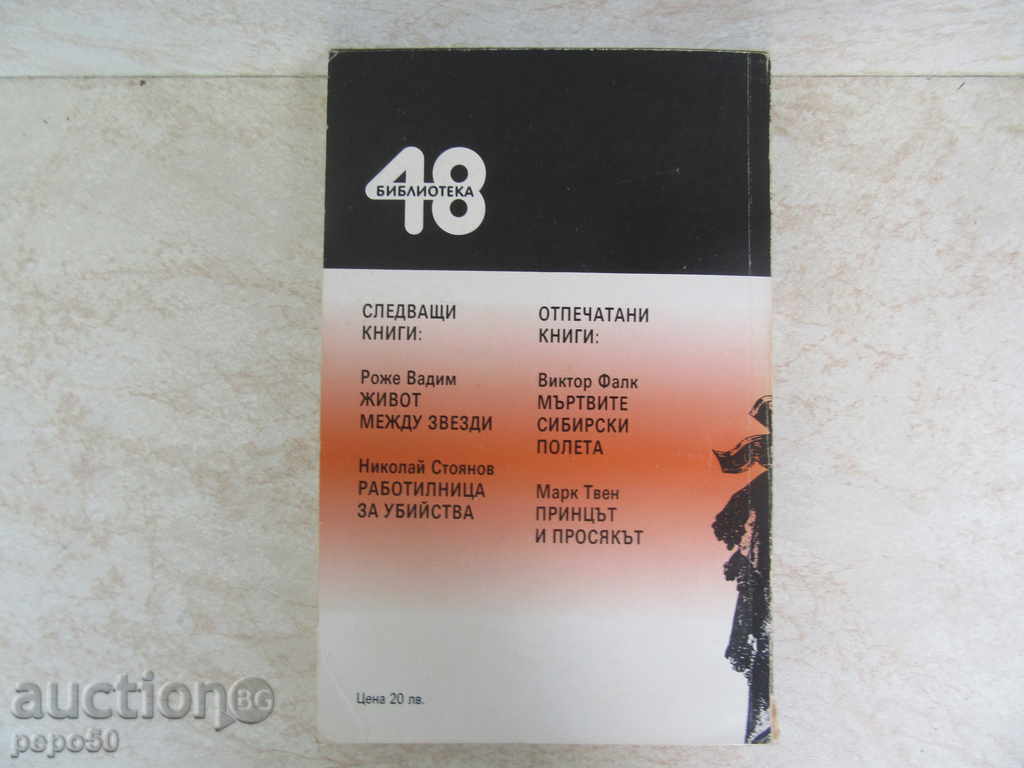 48
БИБЛИОТЕКА
СЛЕДВАЩИ
КНИГИ:
Роже Вадим
ЖИВОТ
МЕЖДУ ЗВЕЗДИ
Николай Стоянов
РАБОТИЛНИЦА
ЗА УБИЙСТВА
ОТПЕЧАТАНИ
КНИГИ:
Виктор Фалк
МЪРТВИТЕ
СИБИРСКИ
ПОЛЕТА
Марк Твен
ПРИНЦЪТ
И ПРОСЯКЪТ
Цена 20 лв.
auction BG
pepo50